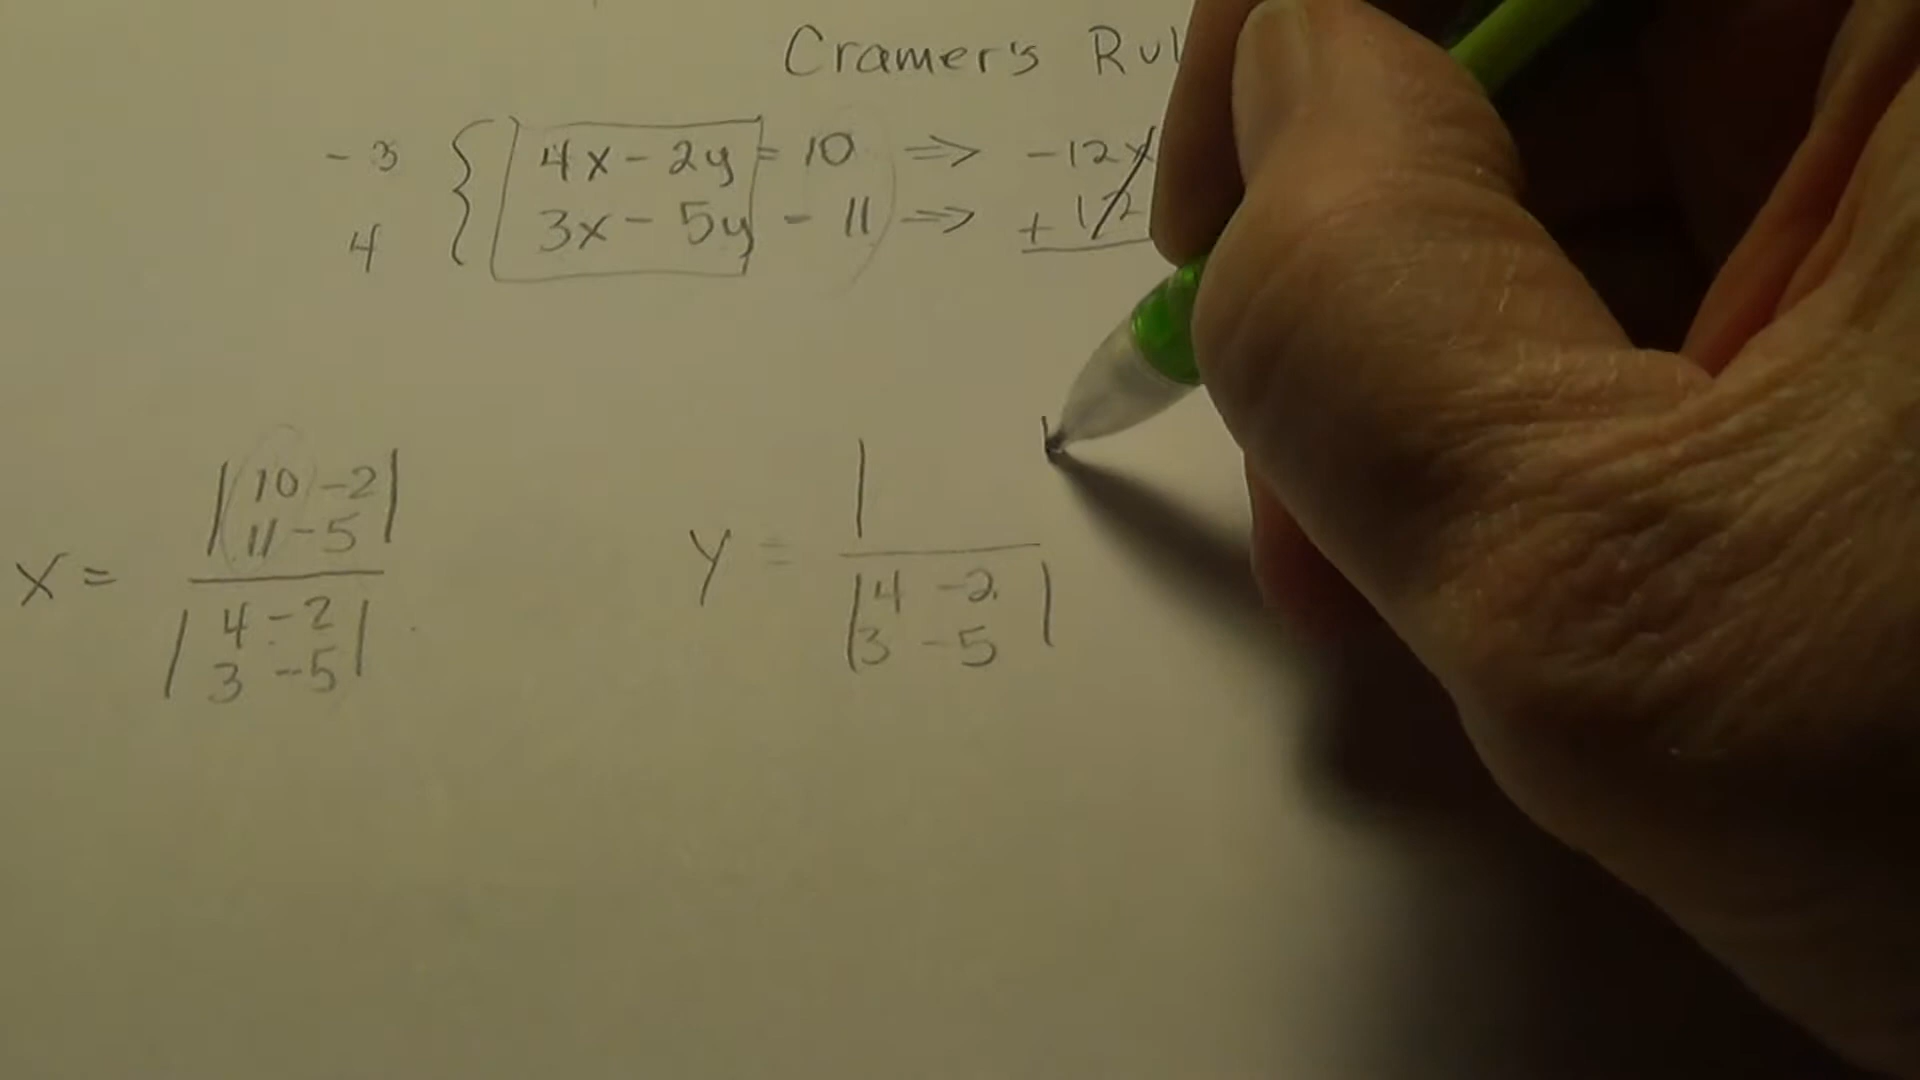 Cramer's Rul
-3 { 4x - 2y = 10 ⇒ -12x
4 3x - 5y - 11 ⇒ + 12
x = | 10 -2 |
| 11 -5 |
| 4 -2 |
| 3 -5 |
y = |
| 4 -2 |
| 3 -5 |